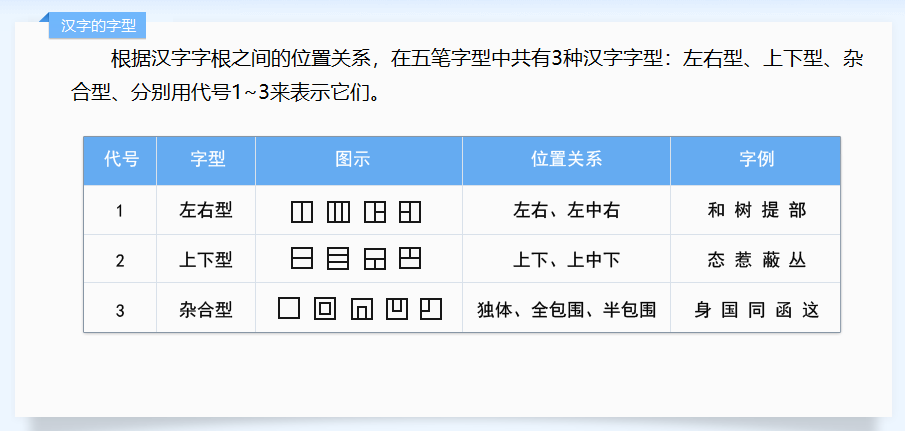 汉字的字型
根据汉字字根之间的位置关系，在五笔字型中共有3种汉字字型：左右型、上下型、杂
合型、分别用代号1~3来表示它们。
代号 字型 图示 位置关系 字例
1 左右型 左右、左中右 和 树 提 部
2 上下型 上下、上中下 态 惹 蔽 丛
3 杂合型 独体、全包围、半包围 身 国 同 函 这